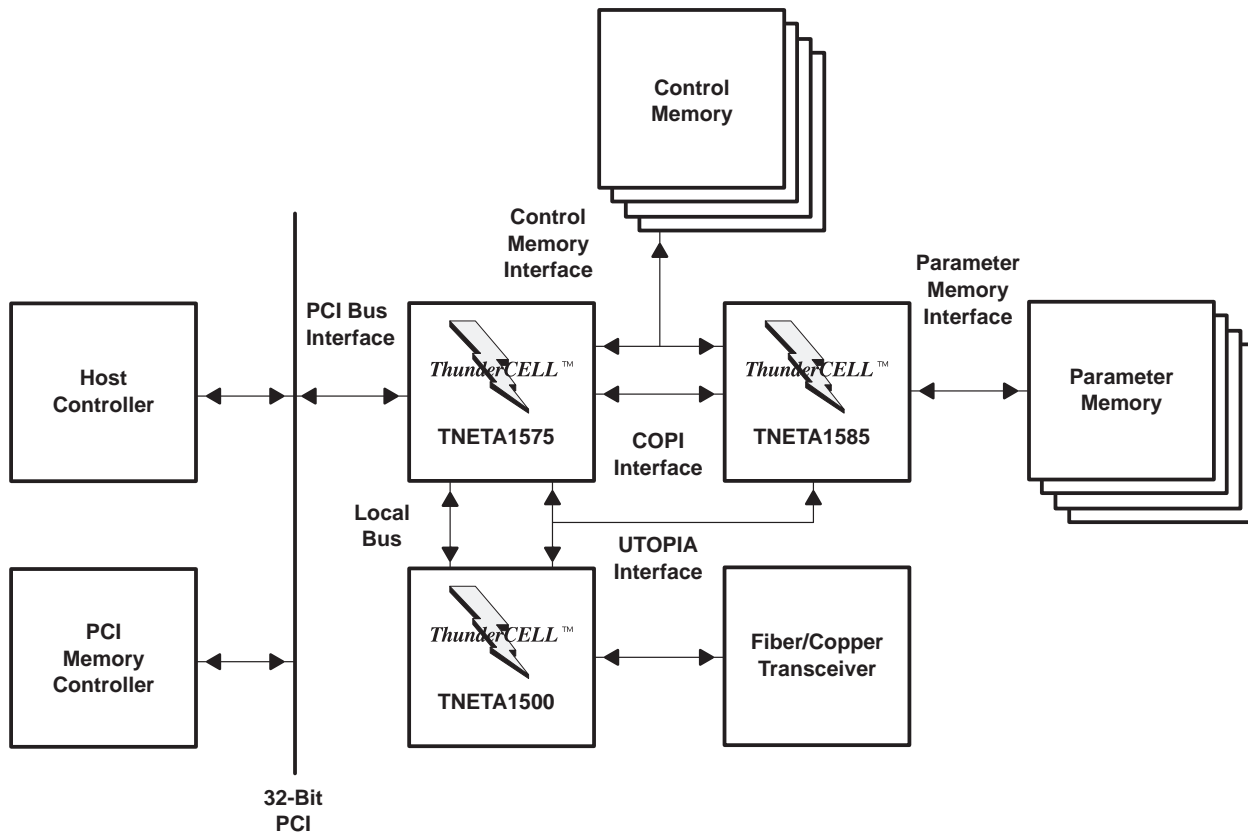 Control
Memory
Control
Memory
Interface
Parameter
Memory
Interface
PCI Bus
Interface
Host
Controller
ThunderCELL™
TNETA1575
ThunderCELL™
TNETA1585
Parameter
Memory
COPI
Interface
Local
Bus
UTOPIA
Interface
PCI
Memory
Controller
ThunderCELL™
TNETA1500
Fiber/Copper
Transceiver
32-Bit
PCI